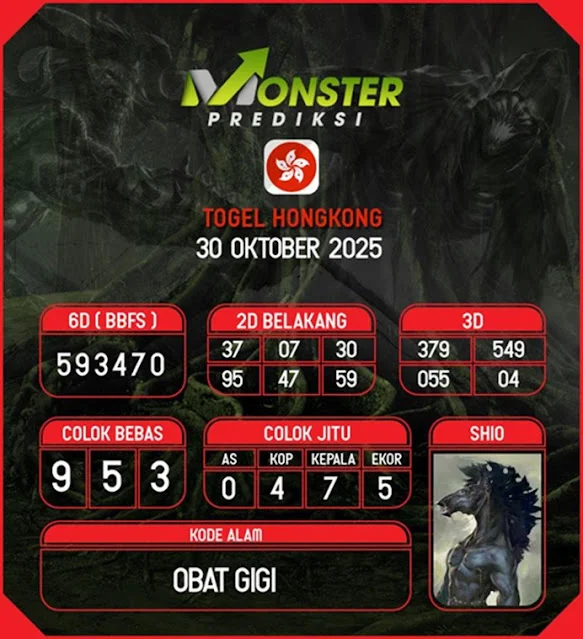 MONSTER
PREDIKSI
TOGEL HONGKONG
30 OKTOBER 2025
6D ( BBFS )
593470
2D BELAKANG
37 07 30
95 47 59
3D
379 549
055 04
COLOK BEBAS
9 5 3
COLOK JITU
AS KOP KEPALA EKOR
0 4 7 5
SHIO
KODE ALAM
OBAT GIGI